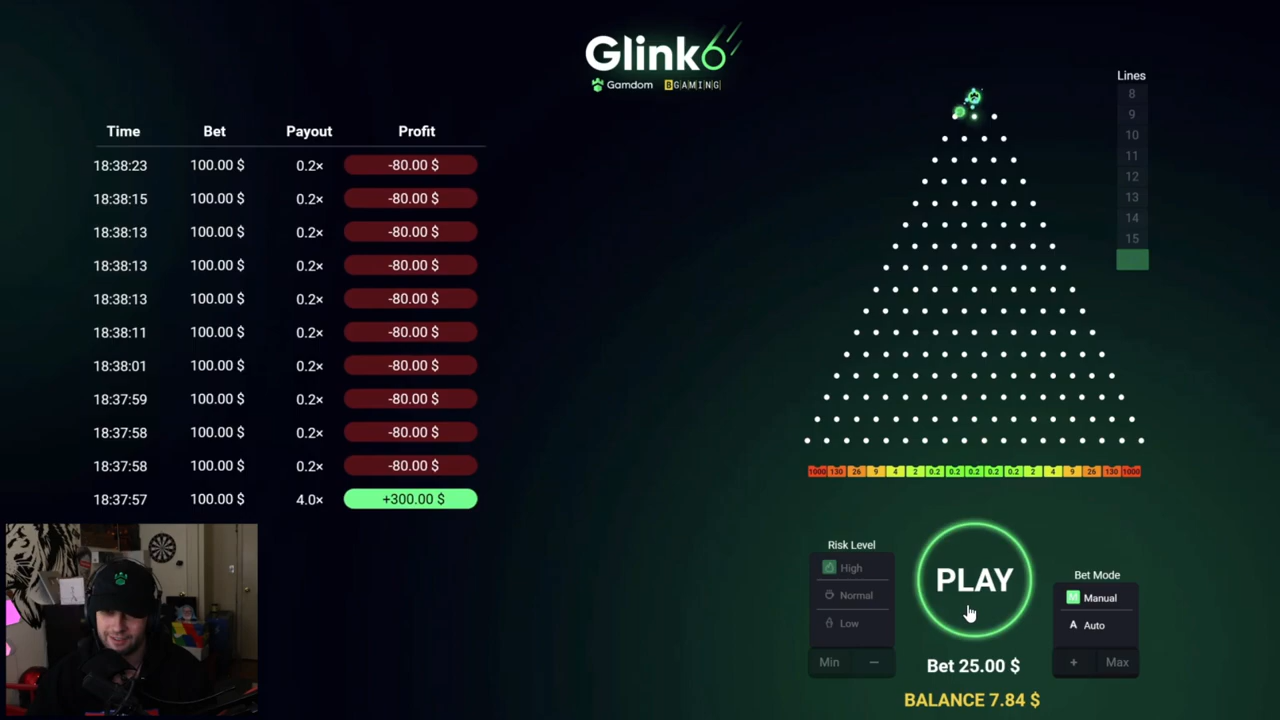 Glink6
Gamdom BGAMING
Lines
8
9
10
11
12
13
14
15
Time Bet Payout Profit
18:38:23 100.00 $ 0.2× -80.00 $
18:38:15 100.00 $ 0.2× -80.00 $
18:38:13 100.00 $ 0.2× -80.00 $
18:38:13 100.00 $ 0.2× -80.00 $
18:38:13 100.00 $ 0.2× -80.00 $
18:38:11 100.00 $ 0.2× -80.00 $
18:38:01 100.00 $ 0.2× -80.00 $
18:37:59 100.00 $ 0.2× -80.00 $
18:37:58 100.00 $ 0.2× -80.00 $
18:37:58 100.00 $ 0.2× -80.00 $
18:37:57 100.00 $ 4.0× +300.00 $
1000 130 26 9 4 2 0.2 0.2 0.2 0.2 0.2 2 4 9 26 130 1000
Risk Level
High
Normal
Low
Min −
PLAY
Bet 25.00 $
BALANCE 7.84 $
Bet Mode
M Manual
A Auto
+ Max